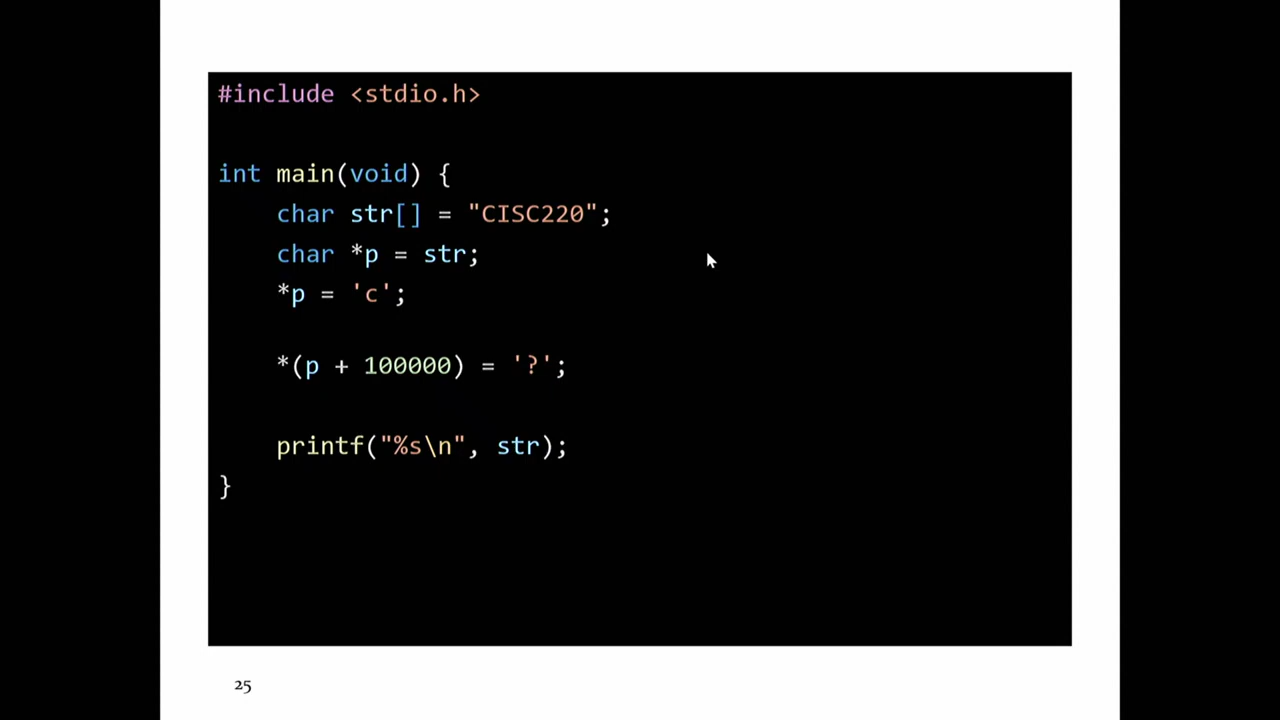 #include <stdio.h>
int main(void) {
    char str[] = "CISC220";
    char *p = str;
    *p = 'c';
    *(p + 100000) = '?';
    printf("%s\n", str);
}
25